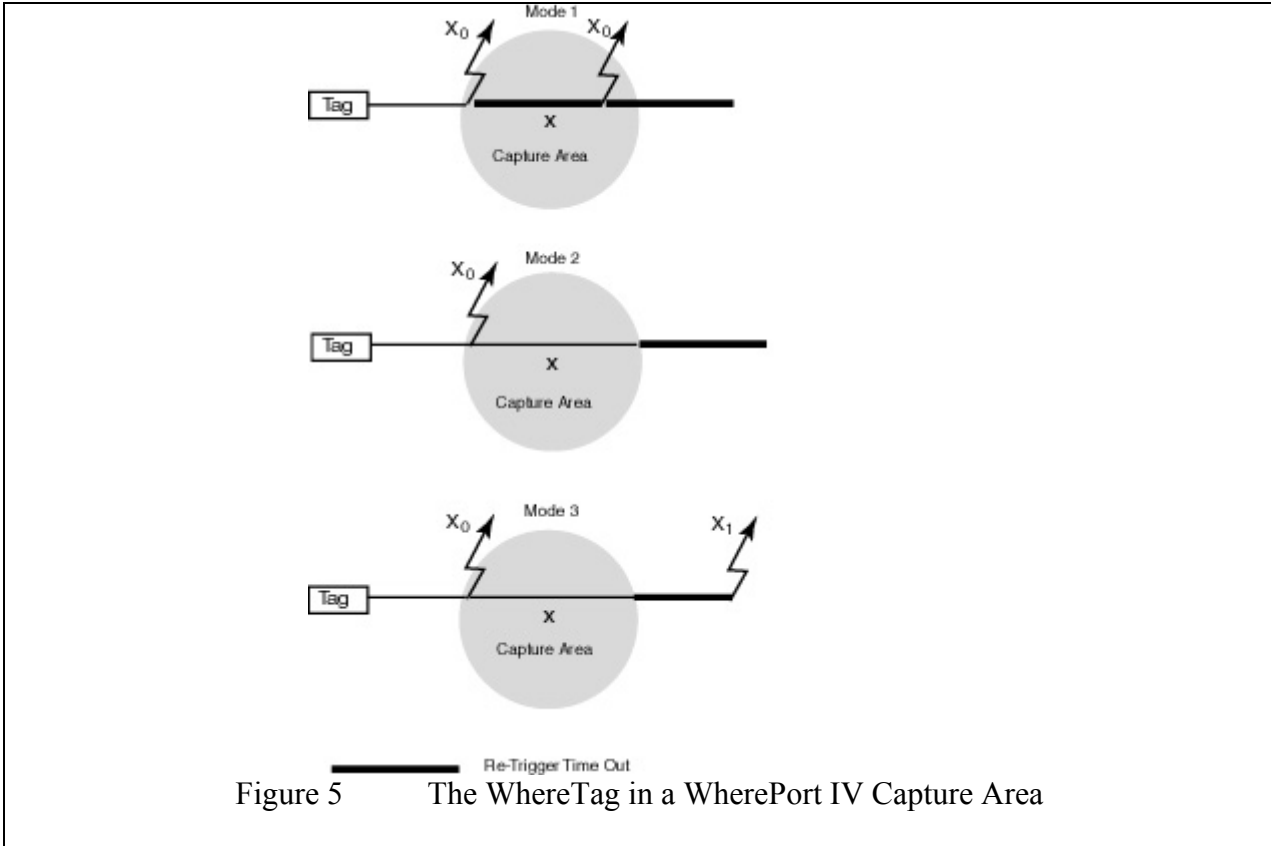 Mode 1
X0 X0
Tag
X
Capture Area
Mode 2
X0
Tag
X
Capture Area
Mode 3
X0 X1
Tag
X
Capture Area
Re-Trigger Time Out
Figure 5 The WhereTag in a WherePort IV Capture Area